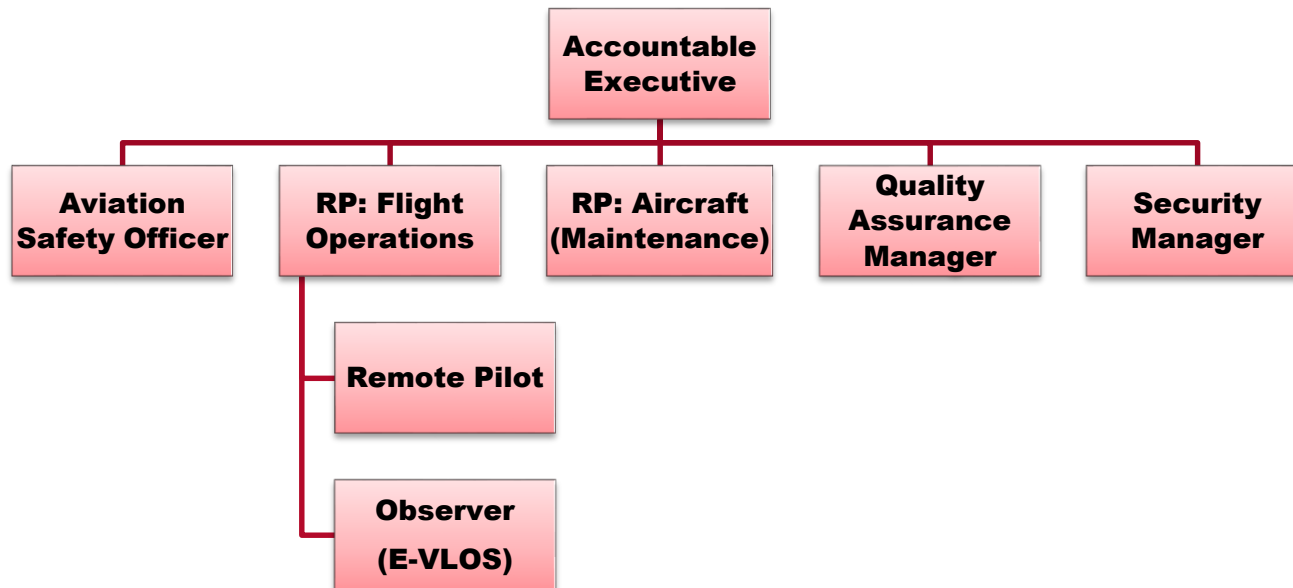 Accountable
Executive
Aviation
Safety Officer
RP: Flight
Operations
RP: Aircraft
(Maintenance)
Quality
Assurance
Manager
Security
Manager
Remote Pilot
Observer
(E-VLOS)